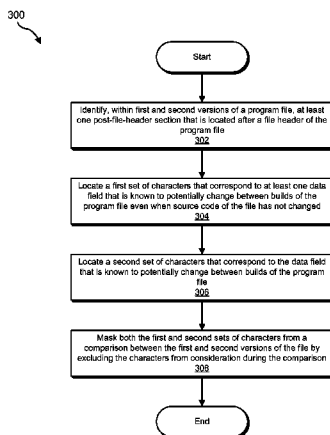 300
Start
Identify, within first and second versions of a program file, at least
one post-file-header section that is located after a file header of the
program file
302
Locate a first set of characters that correspond to at least one data
field that is known to potentially change between builds of the
program file even when source code of the file has not changed
304
Locate a second set of characters that correspond to the data field
that is known to potentially change between builds of the program
file
306
Mask both the first and second sets of characters from a
comparison between the first and second versions of the file by
excluding the characters from consideration during the comparison
308
End